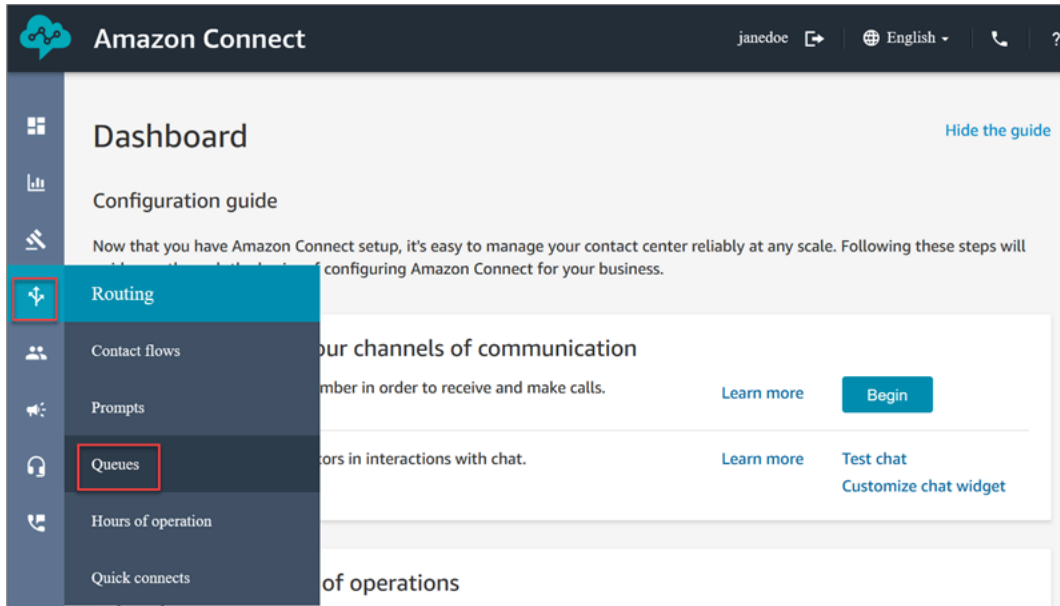 Amazon Connect
janedoe
English
?
Dashboard
Hide the guide
Configuration guide
Now that you have Amazon Connect setup, it's easy to manage your contact center reliably at any scale. Following these steps will
configuring Amazon Connect for your business.
Routing
Contact flows
Prompts
Queues
Hours of operation
Quick connects
our channels of communication
mber in order to receive and make calls.
Learn more
Begin
tors in interactions with chat.
Learn more
Test chat
Customize chat widget
of operations